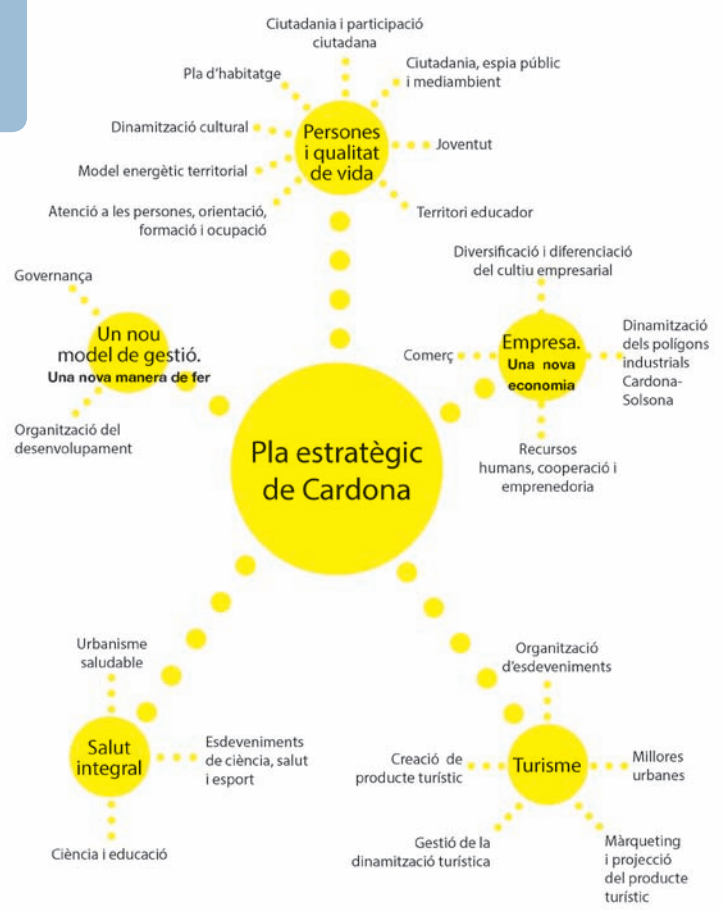 Ciutadania i participació
ciutadana
Ciutadania, espia públic
i mediambient
Pla d'habitatge
Dinamització cultural
Persones
i qualitat
de vida
Joventut
Model energètic territorial
Atenció a les persones, orientació,
formació i ocupació
Territori educador
Governança
Un nou
model de gestió.
Una nova manera de fer
Organització del
desenvolupament
Diversificació i diferenciació
del cultiu empresarial
Comerç
Empresa.
Una nova
economia
Dinamització
dels polígons
industrials
Cardona-
Solsona
Recursos
humans, cooperació i
emprenedoria
Pla estratègic
de Cardona
Urbanisme
saludable
Salut
integral
Esdeveniments
de ciència, salut
i esport
Ciència i educació
Organització
d'esdeveniments
Creació de
producte turístic
Turisme
Millores
urbanes
Gestió de la
dinamització turística
Màrqueting
i projecció
del producte
turístic